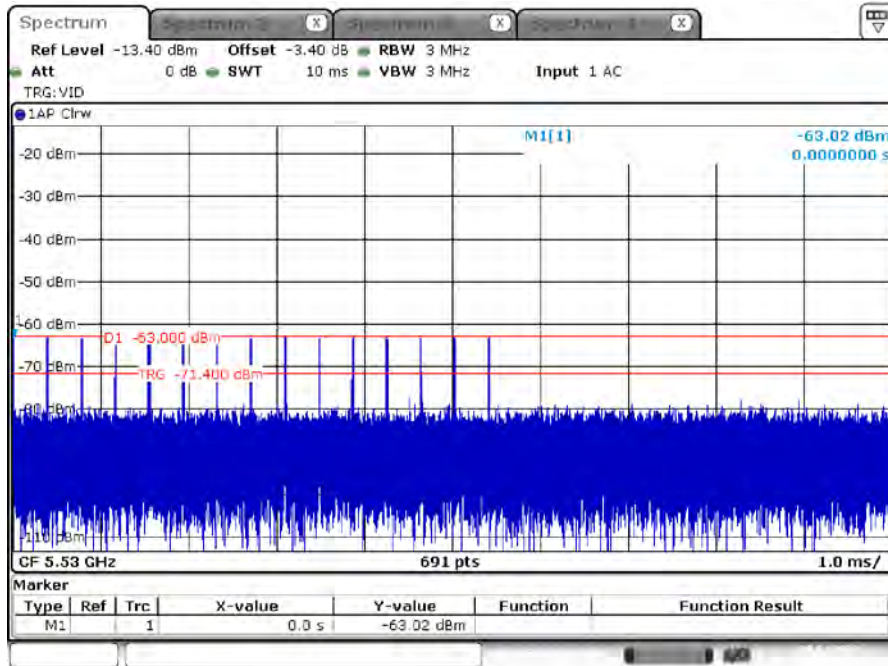 Spectrum
X X X
Ref Level -13.40 dBm Offset -3.40 dB RBW 3 MHz
Att 0 dB SWT 10 ms VBW 3 MHz Input 1 AC
TRG: VID
1AP Clrw
M1[1] -63.02 dBm
0.0000000 s
-20 dBm
-30 dBm
-40 dBm
-50 dBm
-60 dBm
D1 -63.000 dBm
-70 dBm
TRG -71.400 dBm
-80 dBm
-110 dBm
CF 5.53 GHz 691 pts 1.0 ms/
Marker
Type Ref Trc X-value Y-value Function Function Result
M1 1 0.0 s -63.02 dBm